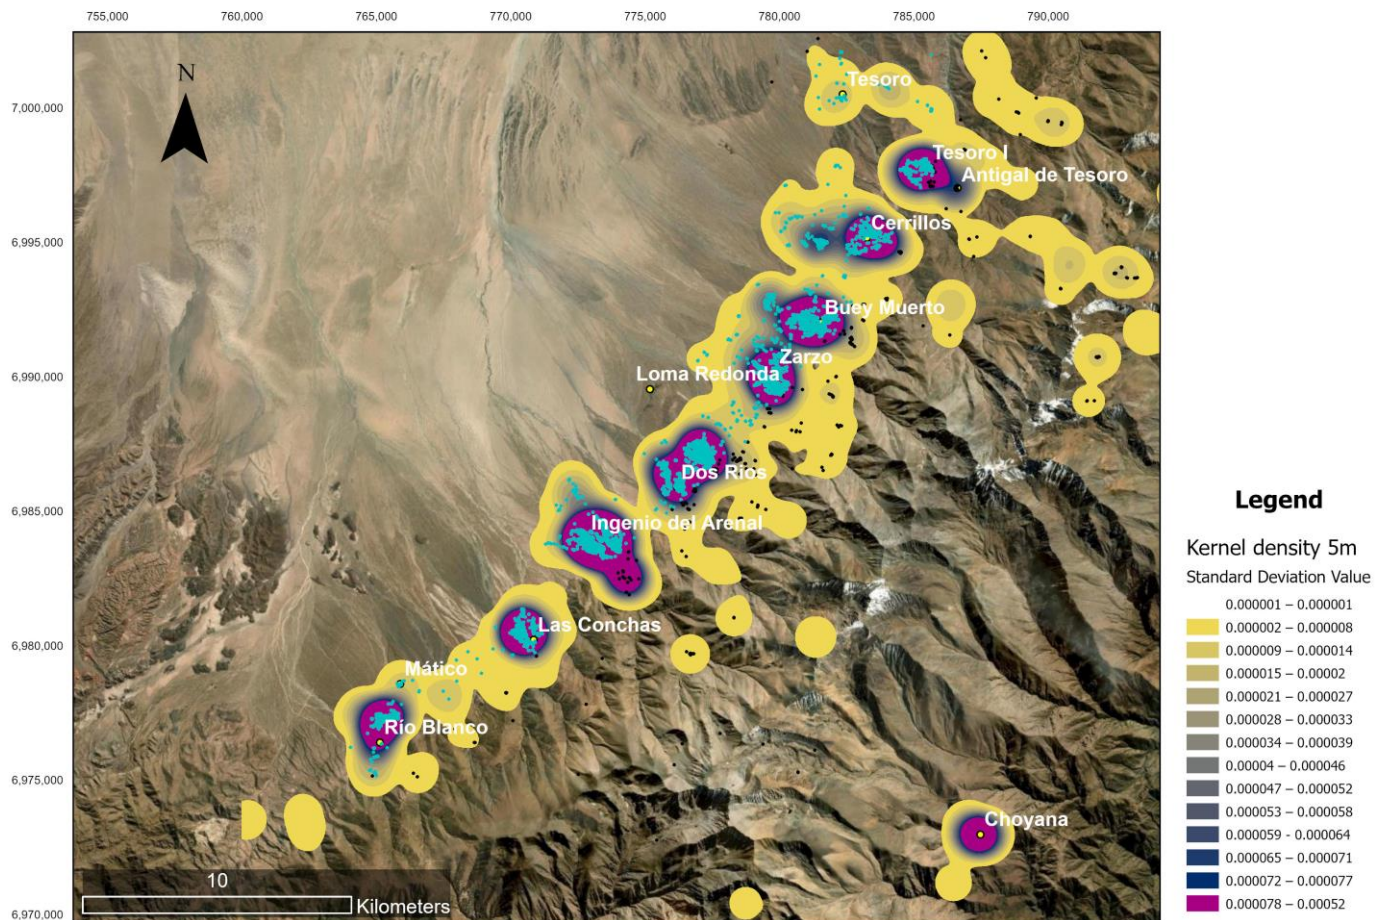 755,000 760,000 765,000 770,000 775,000 780,000 785,000 790,000
N
7,000,000
6,995,000
6,990,000
6,985,000
6,980,000
6,975,000
6,970,000
Tesoro
Tesoro I
Antigal de Tesoro
Cerrillos
Buey Muerto
Zarzo
Loma Redonda
Dos Ríos
Ingenio del Arenal
Las Conchas
Mático
Río Blanco
Choyana
10
Kilometers
Legend
Kernel density 5m
Standard Deviation Value
0.000001 – 0.000001
0.000002 – 0.000008
0.000009 – 0.000014
0.000015 – 0.00002
0.000021 – 0.000027
0.000028 – 0.000033
0.000034 – 0.000039
0.00004 – 0.000046
0.000047 – 0.000052
0.000053 – 0.000058
0.000059 - 0.000064
0.000065 – 0.000071
0.000072 – 0.000077
0.000078 – 0.00052